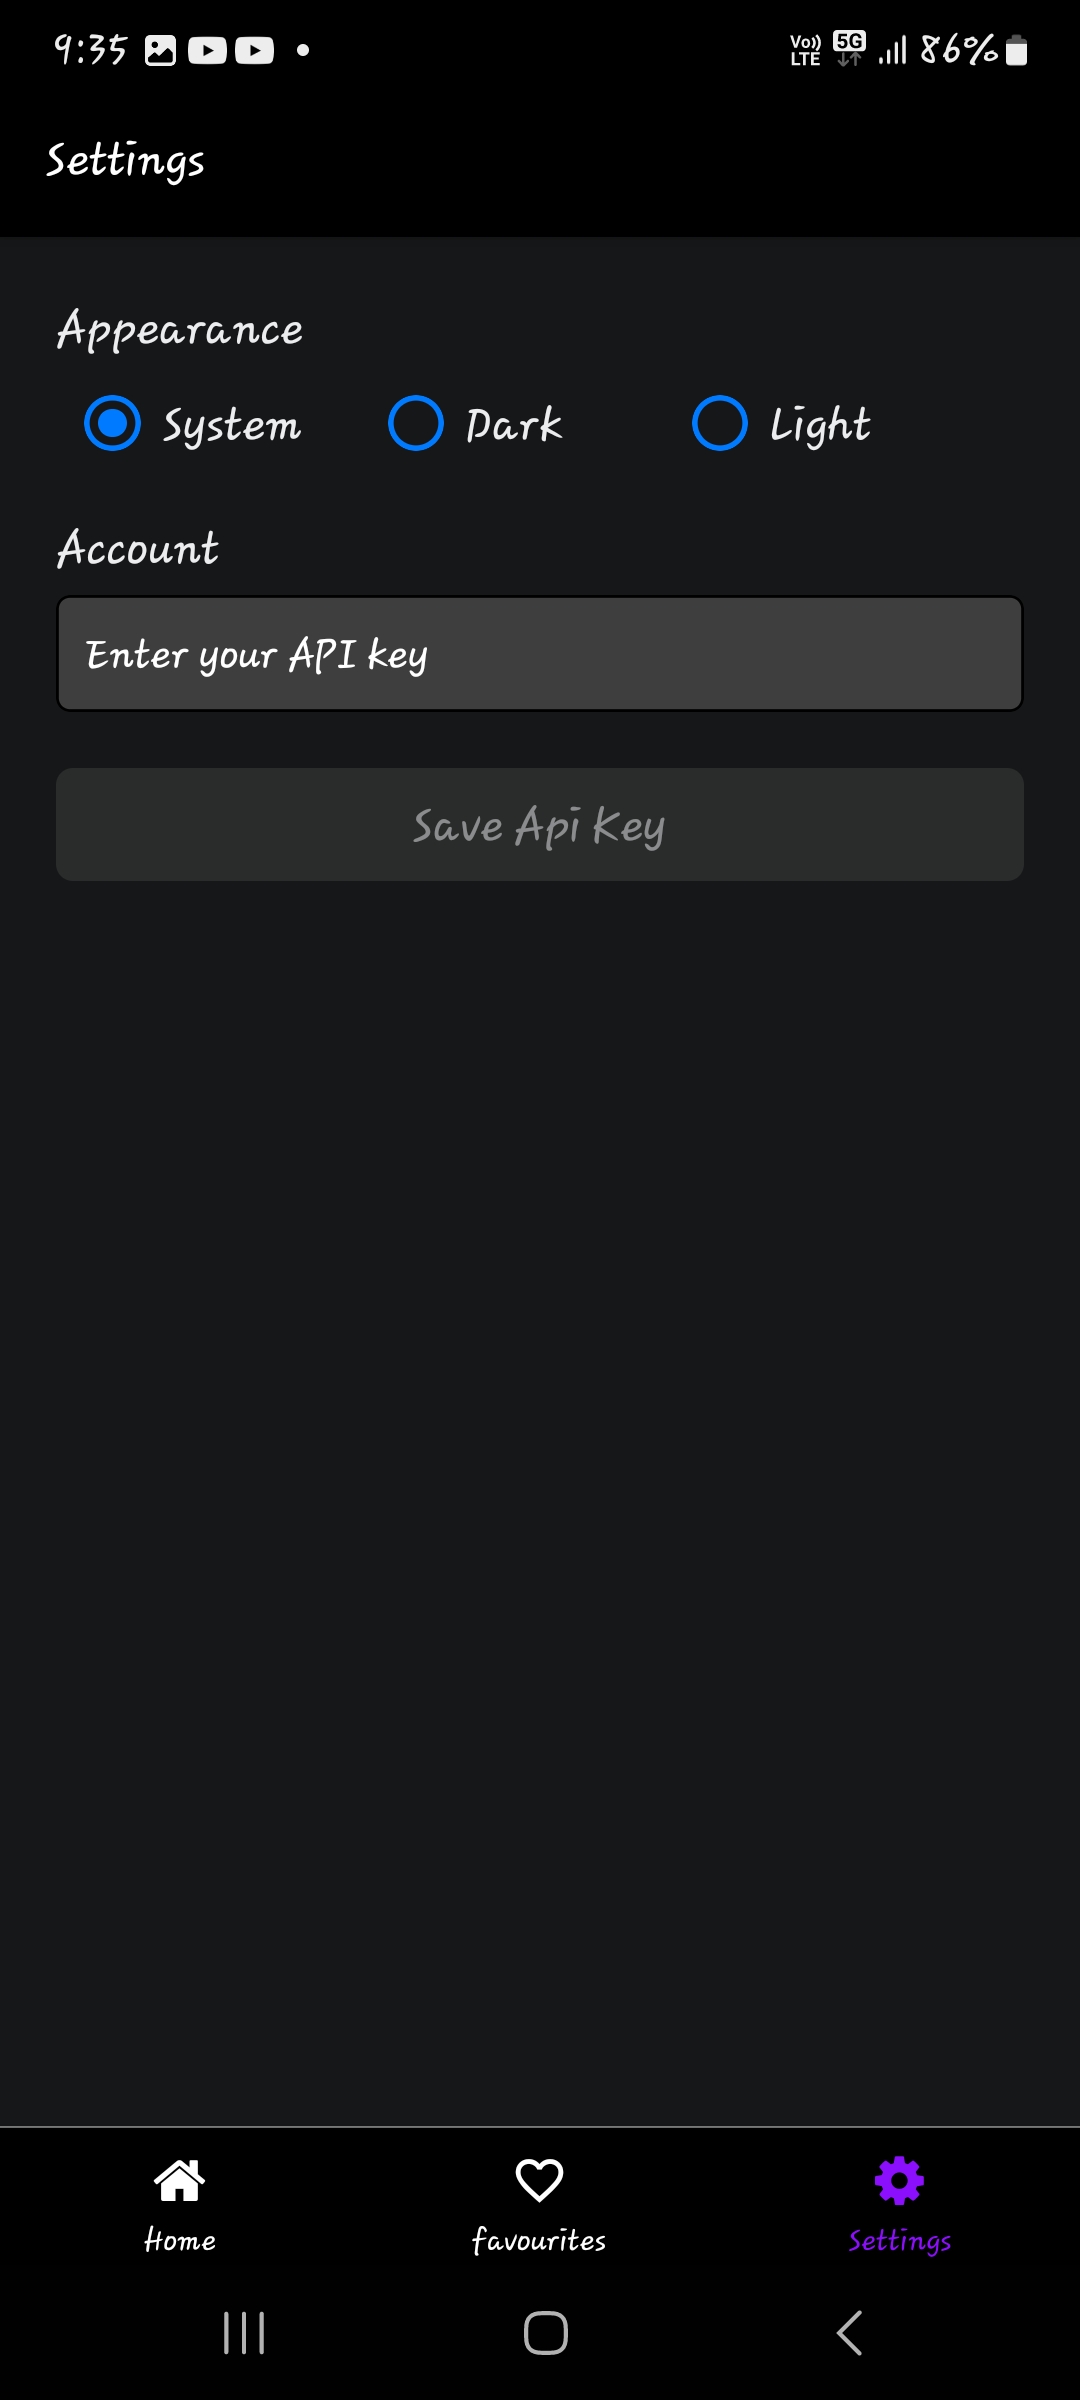 9:35 Vo)) LTE 5G 86%
Settings
Appearance
System Dark Light
Account
Enter your API key
Save Api Key
Home favourites Settings